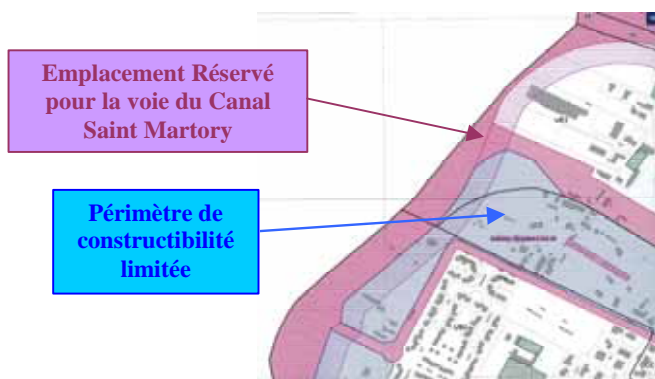 Emplacement Réservé
pour la voie du Canal
Saint Martory
Périmètre de
constructibilité
limitée